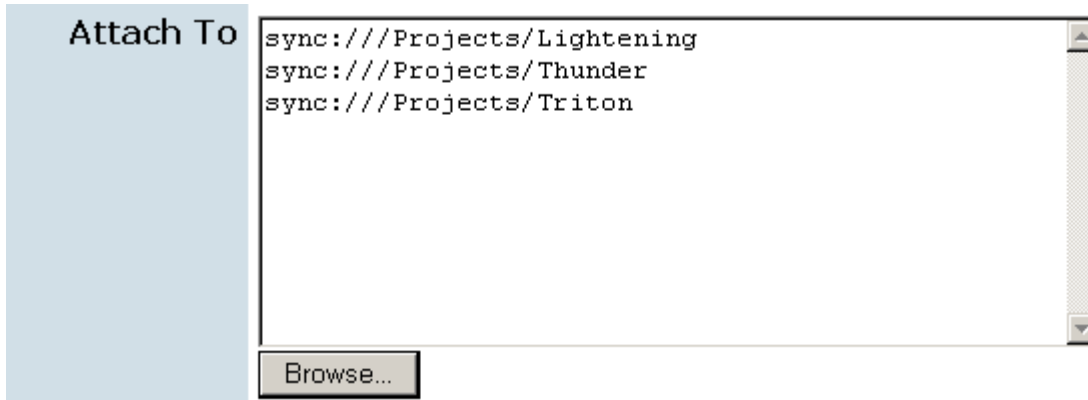 Attach To
sync:///Projects/Lightening
sync:///Projects/Thunder
sync:///Projects/Triton
Browse...